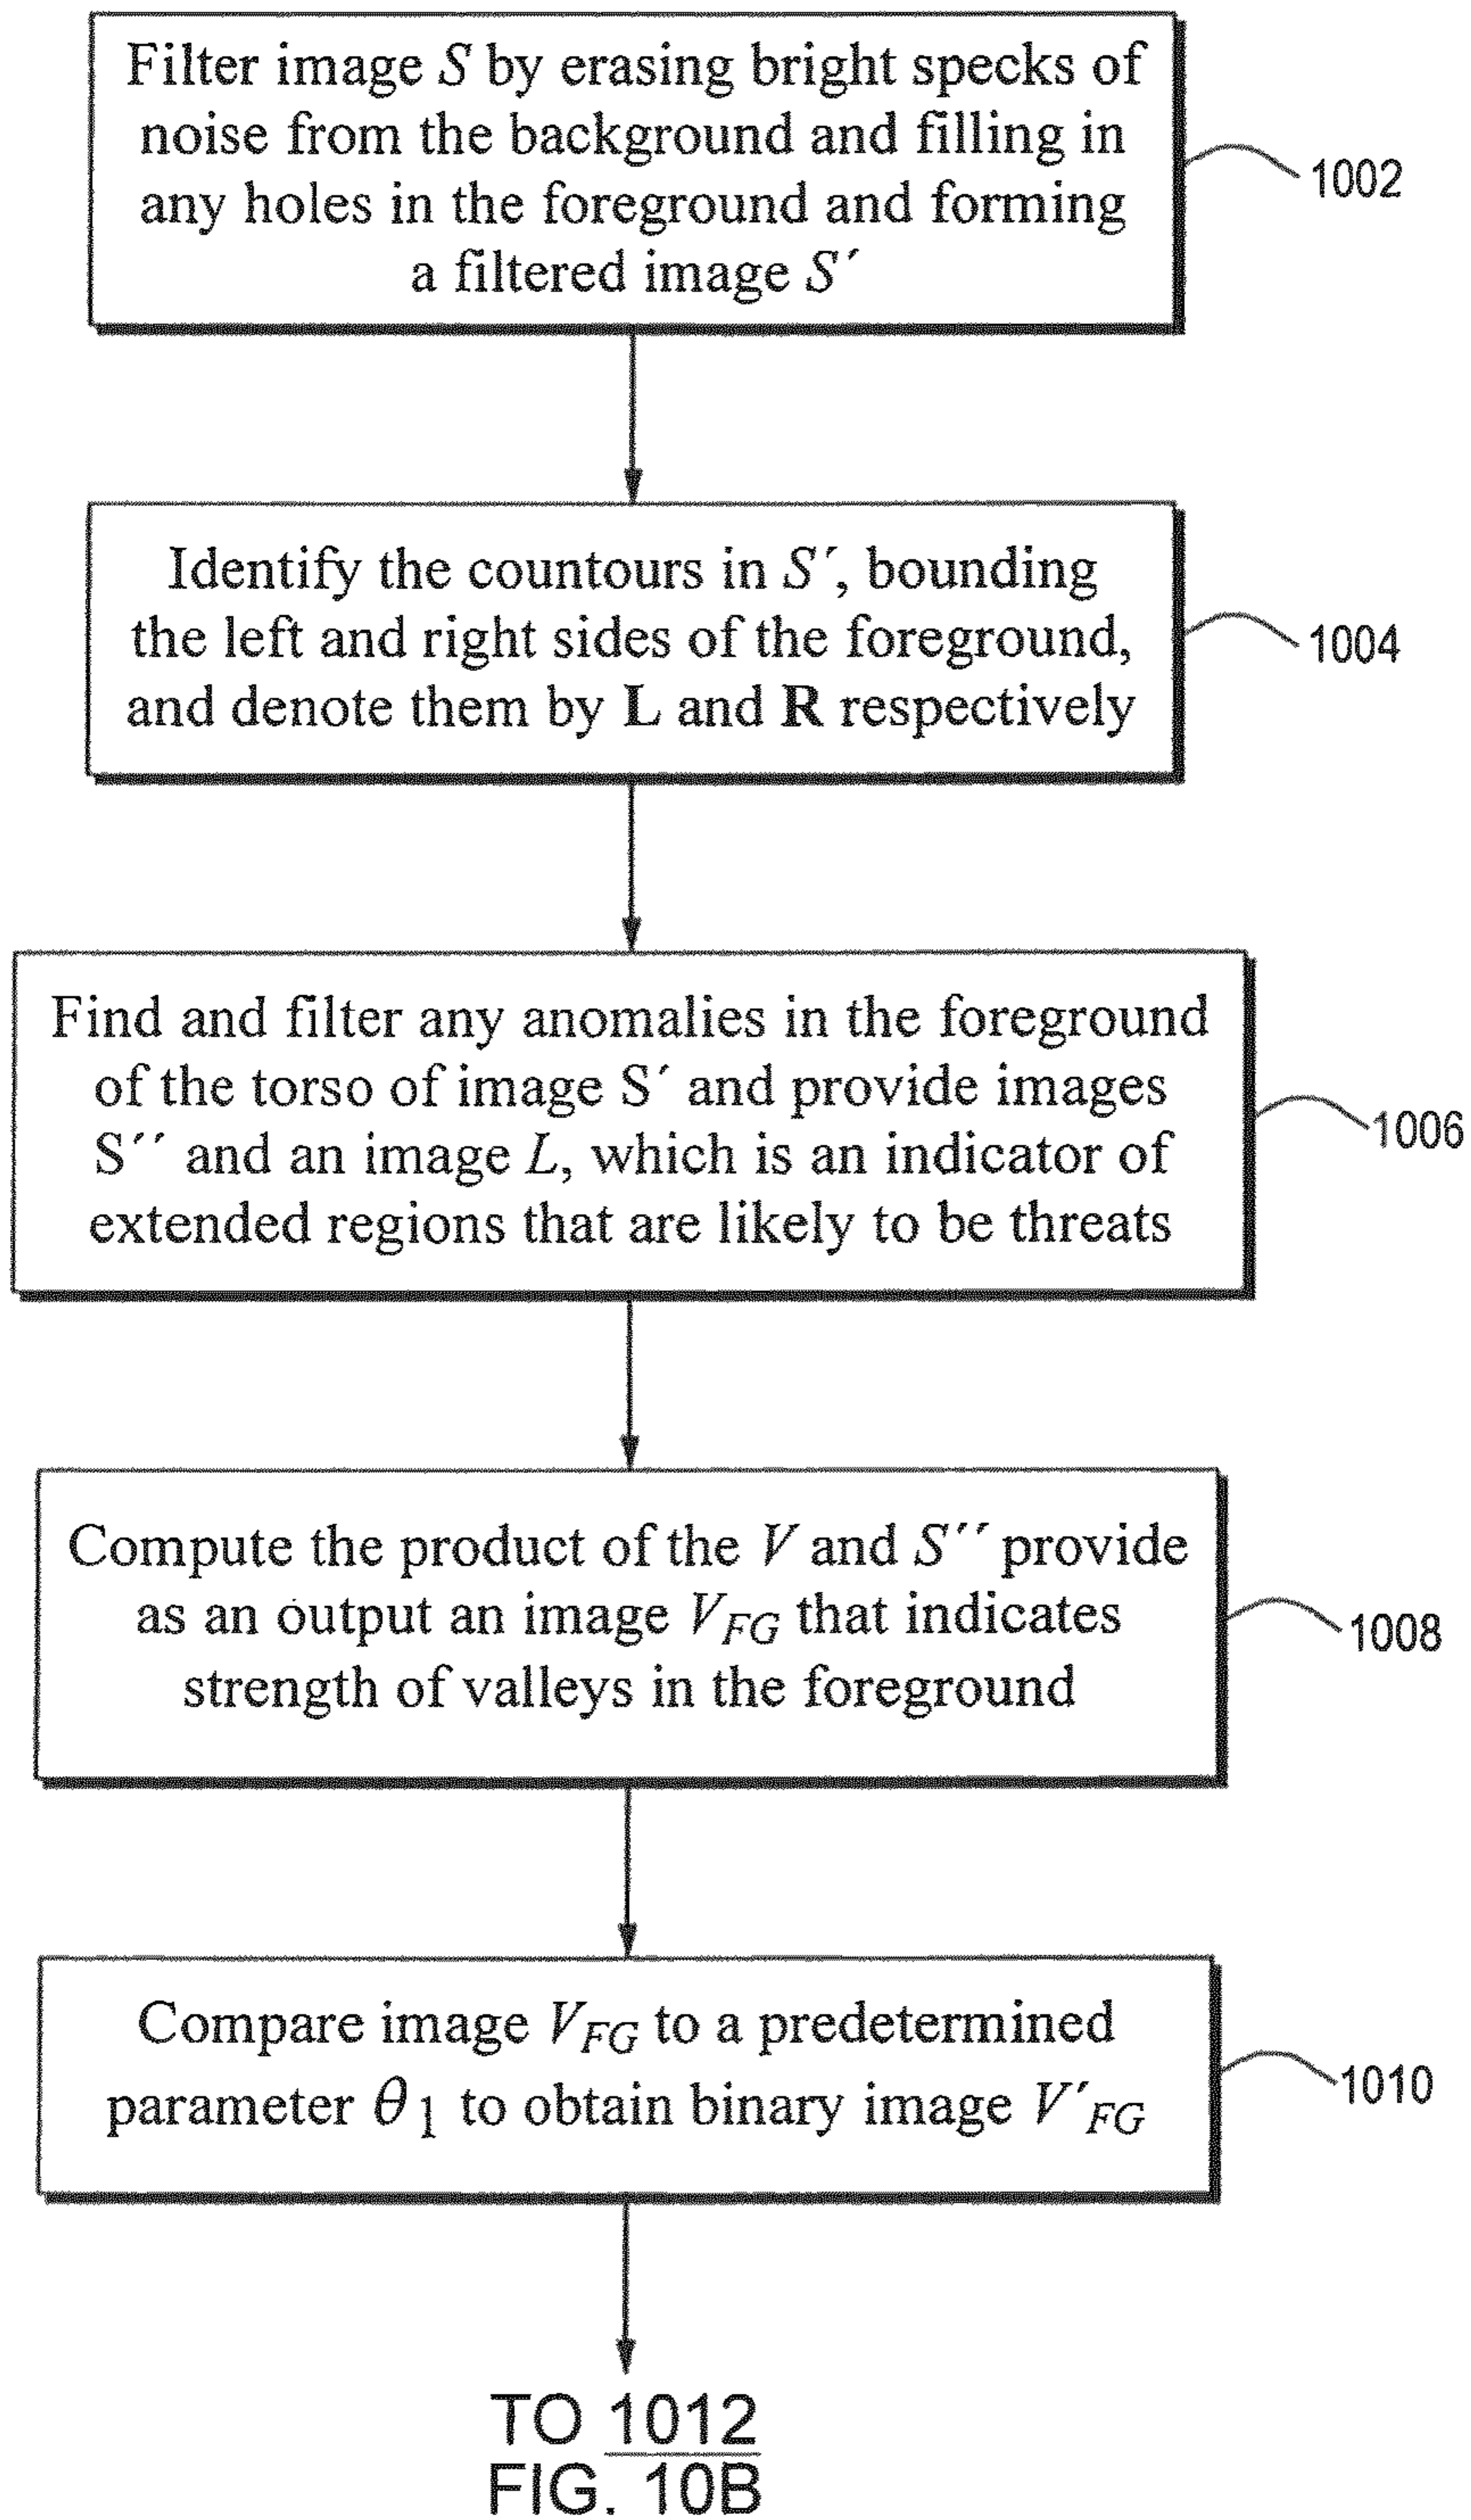 Filter image S by erasing bright specks of
noise from the background and filling in
any holes in the foreground and forming
a filtered image S´
1002
Identify the countours in S´, bounding
the left and right sides of the foreground,
and denote them by L and R respectively
1004
Find and filter any anomalies in the foreground
of the torso of image S´ and provide images
S´´ and an image L, which is an indicator of
extended regions that are likely to be threats
1006
Compute the product of the V and S´´ provide
as an output an image V_FG that indicates
strength of valleys in the foreground
1008
Compare image V_FG to a predetermined
parameter θ1 to obtain binary image V´_FG
1010
TO 1012
FIG. 10B